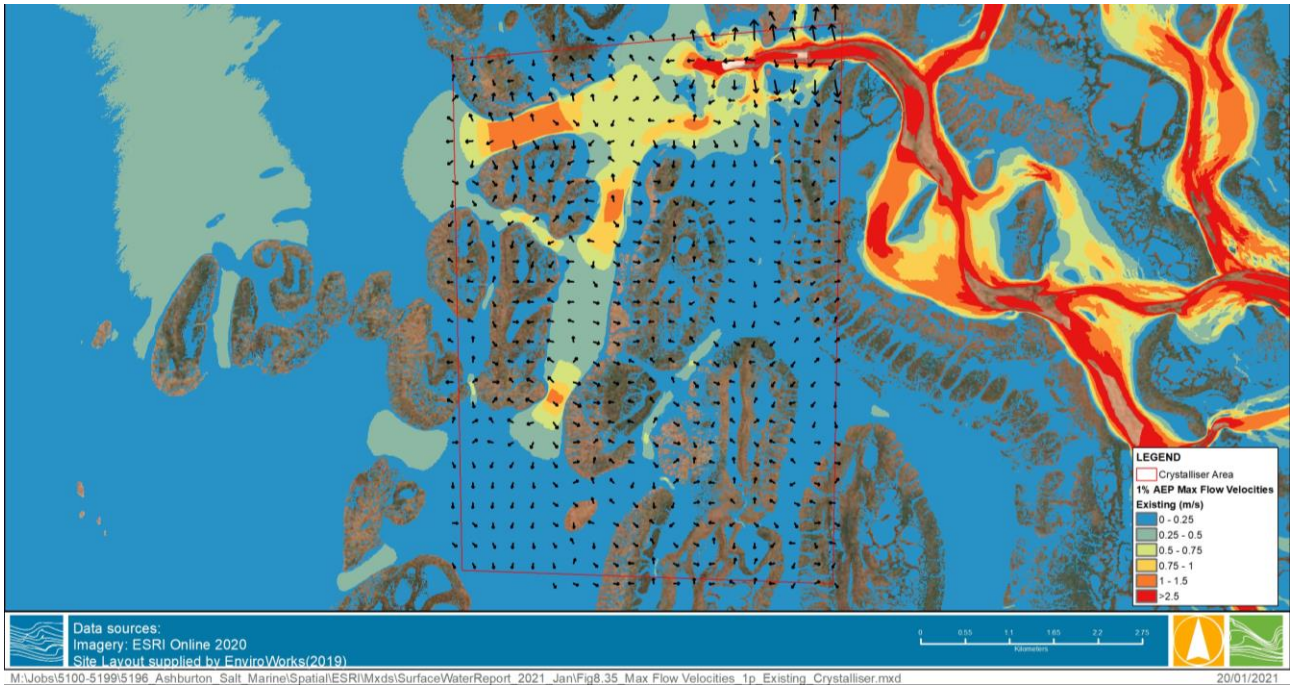 LEGEND
Crystalliser Area
1% AEP Max Flow Velocities
Existing (m/s)
0 - 0.25
0.25 - 0.5
0.5 - 0.75
0.75 - 1
1 - 1.5
>2.5
Data sources:
Imagery: ESRI Online 2020
Site Layout supplied by EnviroWorks(2019)
0 0.55 1.1 1.65 2.2 2.75
Kilometers
M:\Jobs\5100-5199\5196_Ashburton_Salt_Marine\Spatial\ESRI\Mxds\SurfaceWaterReport_2021_Jan\Fig8.35_Max Flow Velocities_1p_Existing_Crystalliser.mxd 20/01/2021